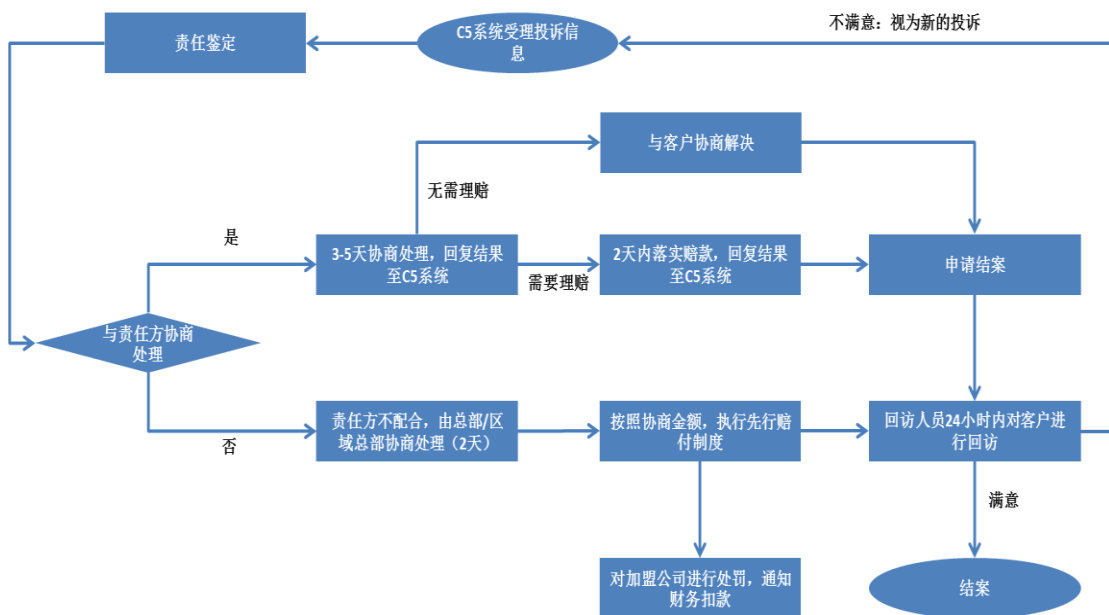 不满意：视为新的投诉
责任鉴定
C5系统受理投诉信
息
与客户协商解决
无需理赔
是
3-5天协商处理，回复结果
至C5系统
需要理赔
2天内落实赔款，回复结果
至C5系统
申请结案
与责任方协商
处理
否
责任方不配合，由总部/区
域总部协商处理（2天）
按照协商金额，执行先行赔
付制度
回访人员24小时内对客户进
行回访
满意
对加盟公司进行处罚，通知
财务扣款
结案